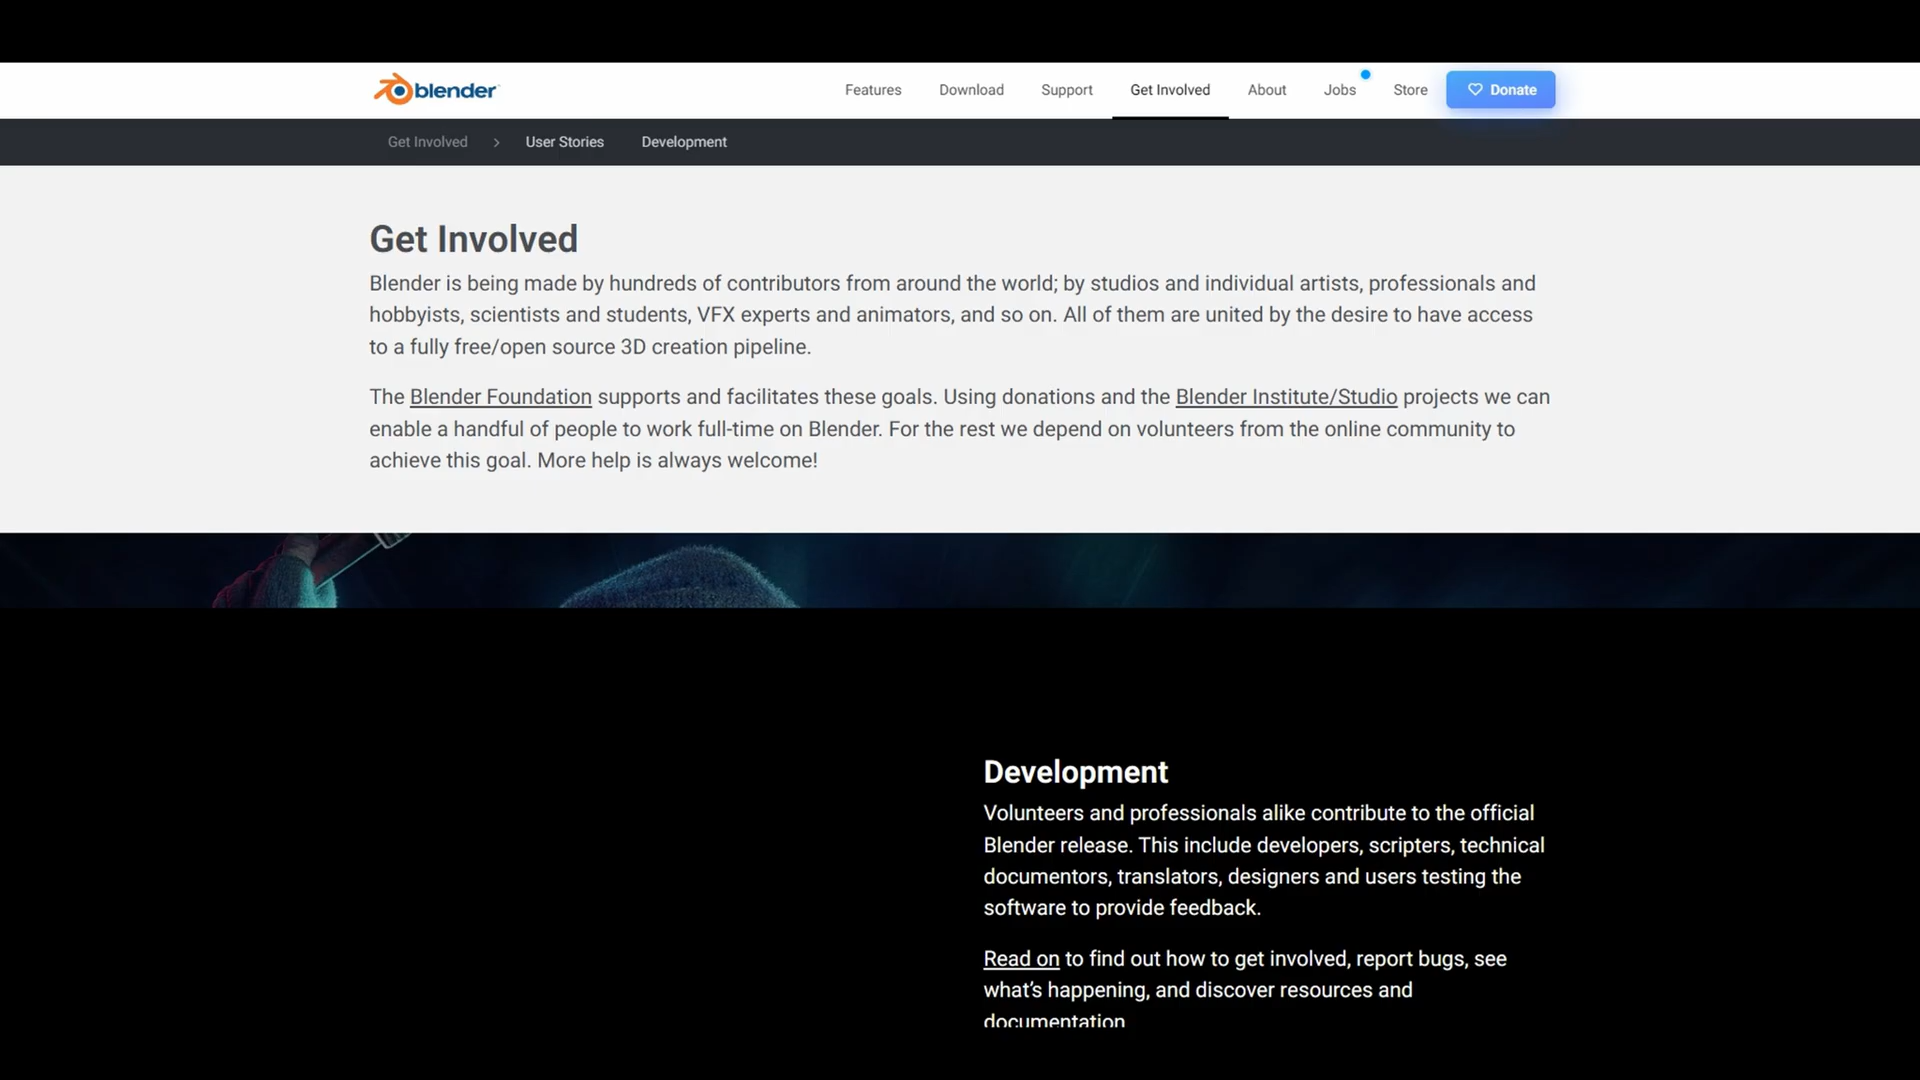 blender
Features Download Support Get Involved About Jobs Store Donate
Get Involved > User Stories Development
Get Involved
Blender is being made by hundreds of contributors from around the world; by studios and individual artists, professionals and
hobbyists, scientists and students, VFX experts and animators, and so on. All of them are united by the desire to have access
to a fully free/open source 3D creation pipeline.
The Blender Foundation supports and facilitates these goals. Using donations and the Blender Institute/Studio projects we can
enable a handful of people to work full-time on Blender. For the rest we depend on volunteers from the online community to
achieve this goal. More help is always welcome!
Development
Volunteers and professionals alike contribute to the official
Blender release. This include developers, scripters, technical
documentors, translators, designers and users testing the
software to provide feedback.
Read on to find out how to get involved, report bugs, see
what's happening, and discover resources and
documentation